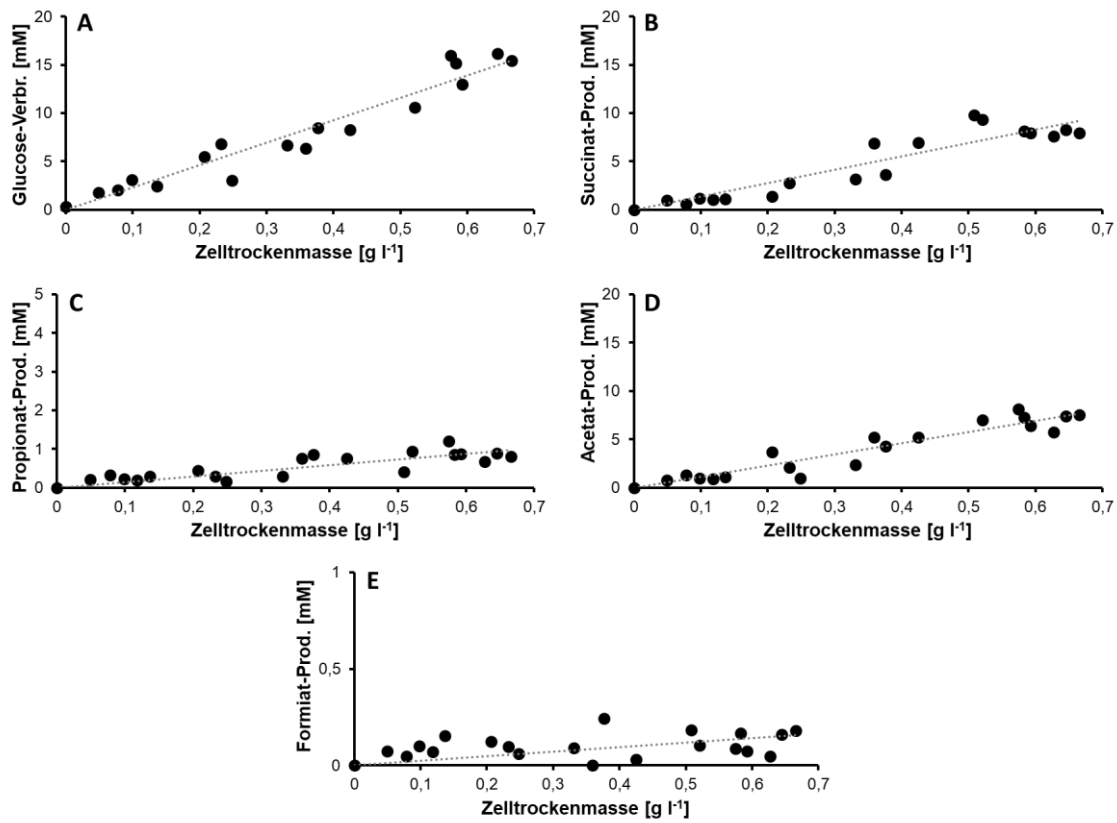 A
Glucose-Verbr. [mM]
20
15
10
5
0
0 0,1 0,2 0,3 0,4 0,5 0,6 0,7
Zelltrockenmasse [g l⁻¹]
B
Succinat-Prod. [mM]
20
15
10
5
0
0 0,1 0,2 0,3 0,4 0,5 0,6 0,7
Zelltrockenmasse [g l⁻¹]
C
Propionat-Prod. [mM]
5
4
3
2
1
0
0 0,1 0,2 0,3 0,4 0,5 0,6 0,7
Zelltrockenmasse [g l⁻¹]
D
Acetat-Prod. [mM]
20
15
10
5
0
0 0,1 0,2 0,3 0,4 0,5 0,6 0,7
Zelltrockenmasse [g l⁻¹]
E
Formiat-Prod. [mM]
1
0,5
0
0 0,1 0,2 0,3 0,4 0,5 0,6 0,7
Zelltrockenmasse [g l⁻¹]